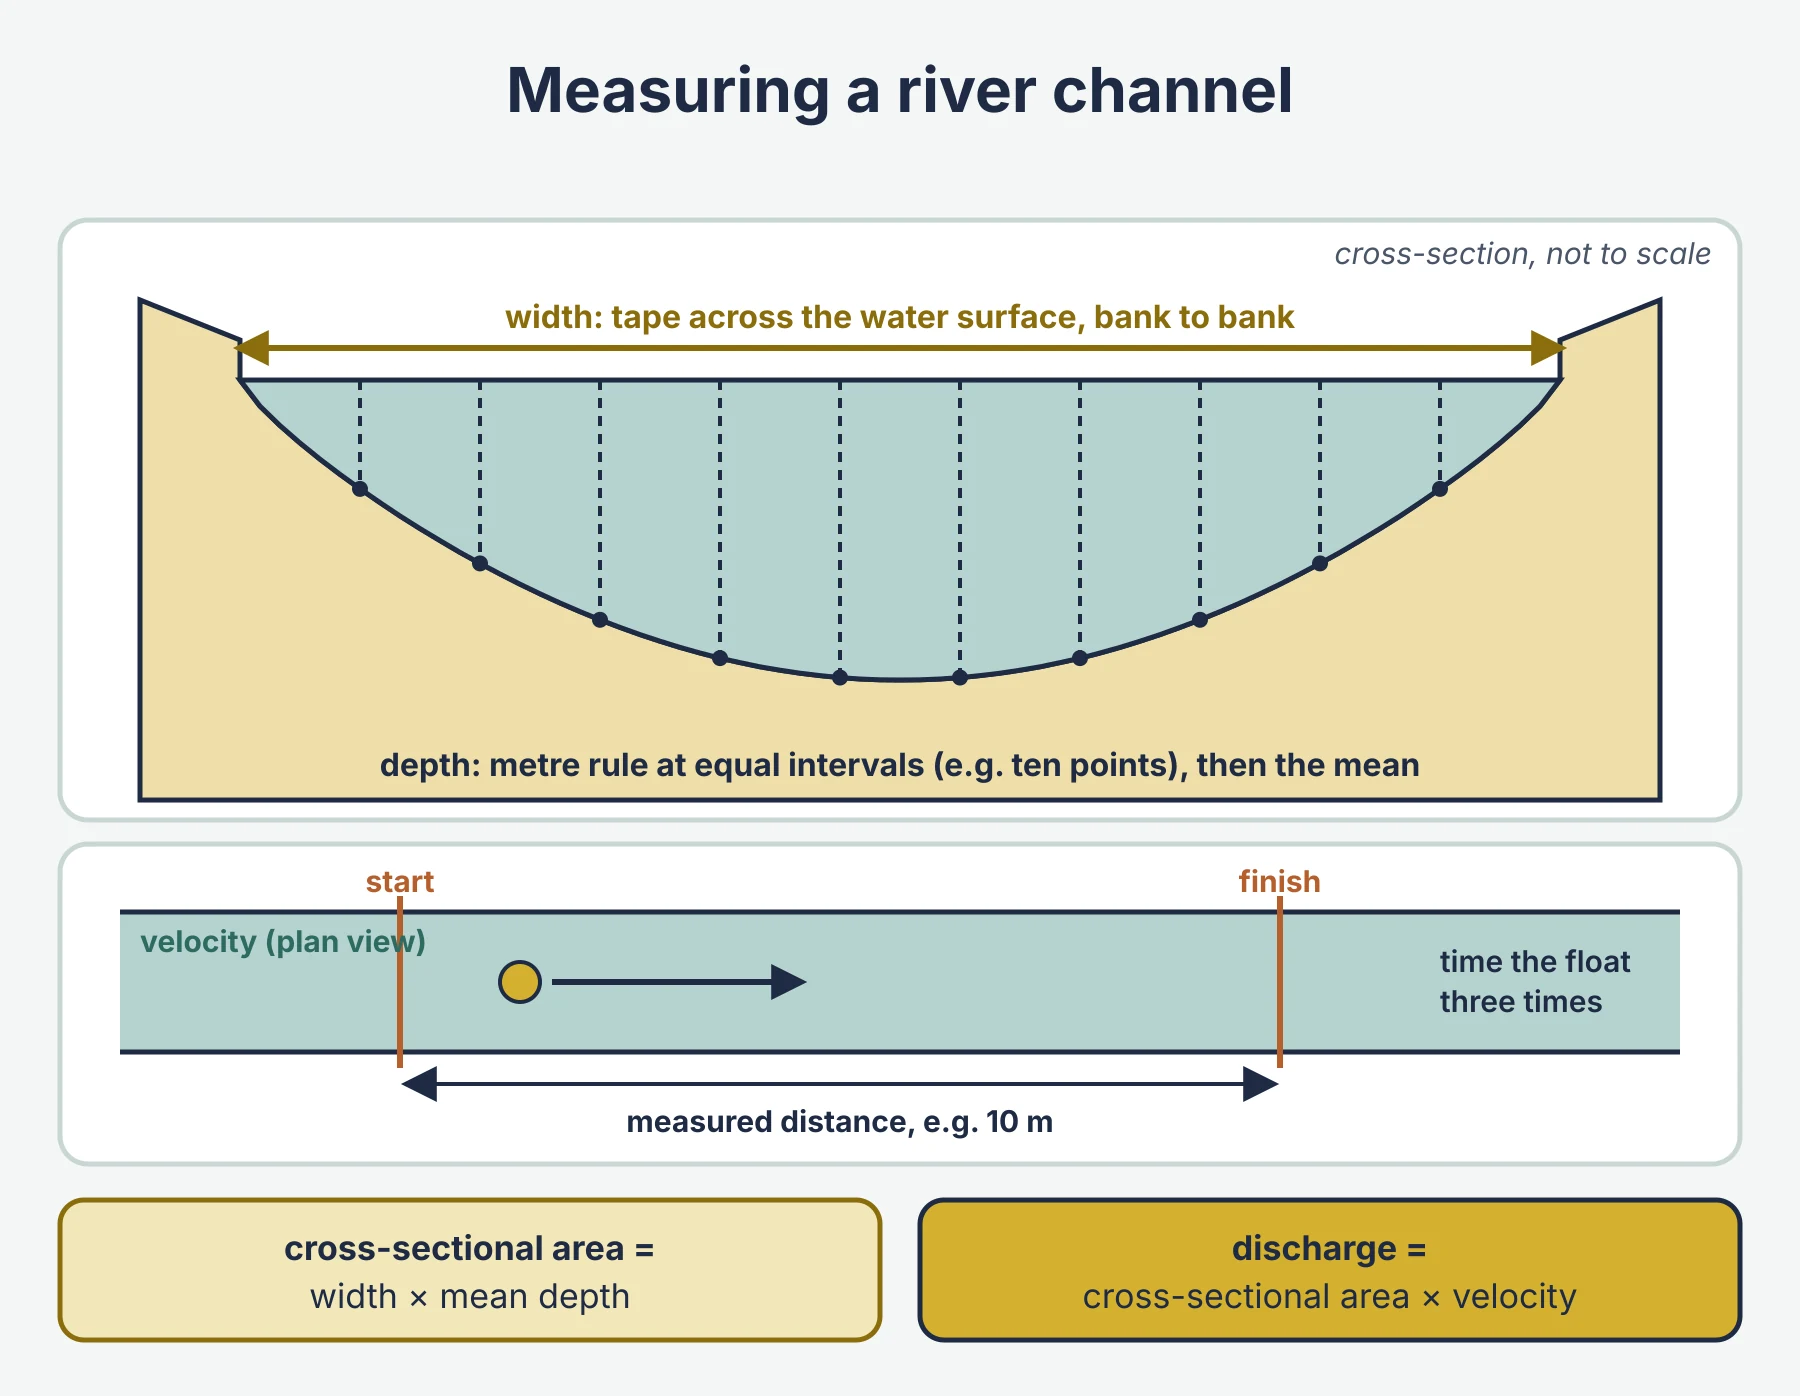 Measuring a river channel
cross-section, not to scale
width: tape across the water surface, bank to bank
depth: metre rule at equal intervals (e.g. ten points), then the mean
start
finish
velocity (plan view)
time the float
three times
measured distance, e.g. 10 m
cross-sectional area =
width × mean depth
discharge =
cross-sectional area × velocity